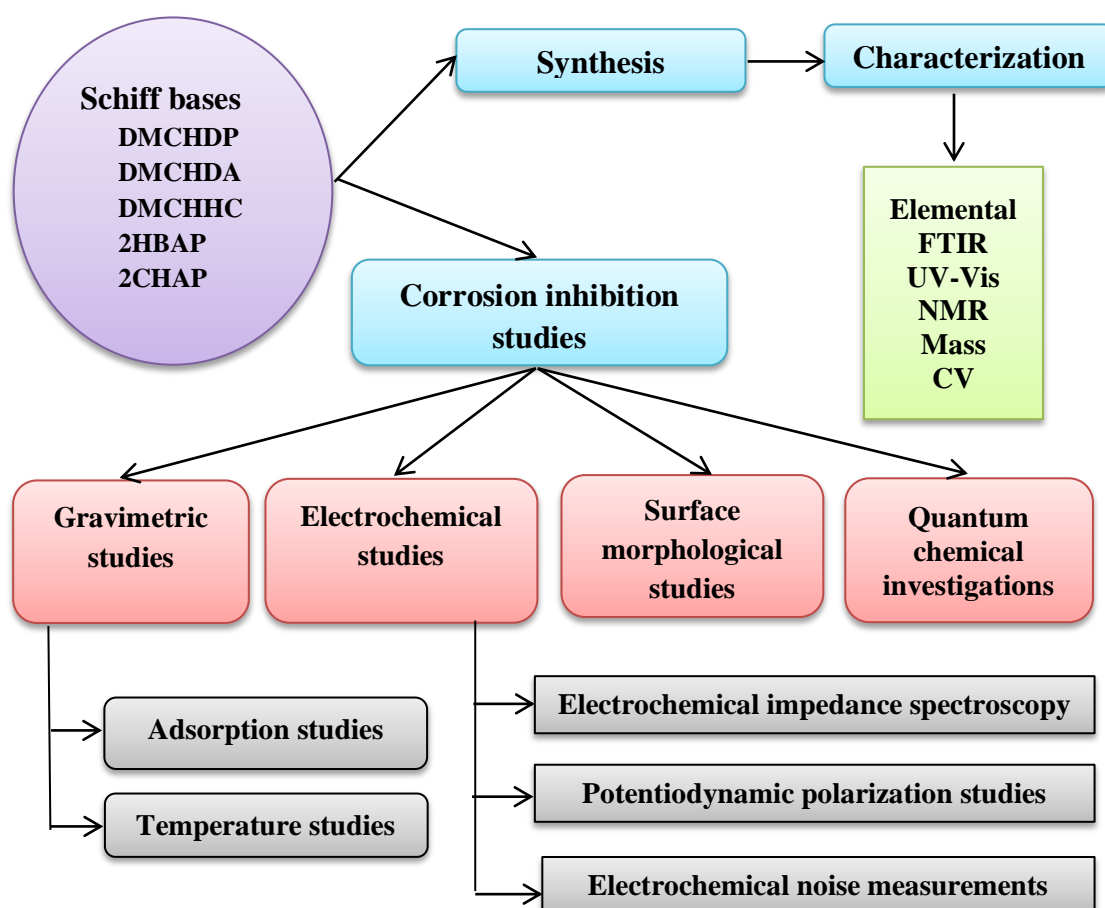 Schiff bases
DMCHDP
DMCHDA
DMCHHC
2HBAP
2CHAP
Synthesis
Characterization
Elemental
FTIR
UV-Vis
NMR
Mass
CV
Corrosion inhibition
studies
Gravimetric
studies
Electrochemical
studies
Surface
morphological
studies
Quantum
chemical
investigations
Adsorption studies
Temperature studies
Electrochemical impedance spectroscopy
Potentiodynamic polarization studies
Electrochemical noise measurements